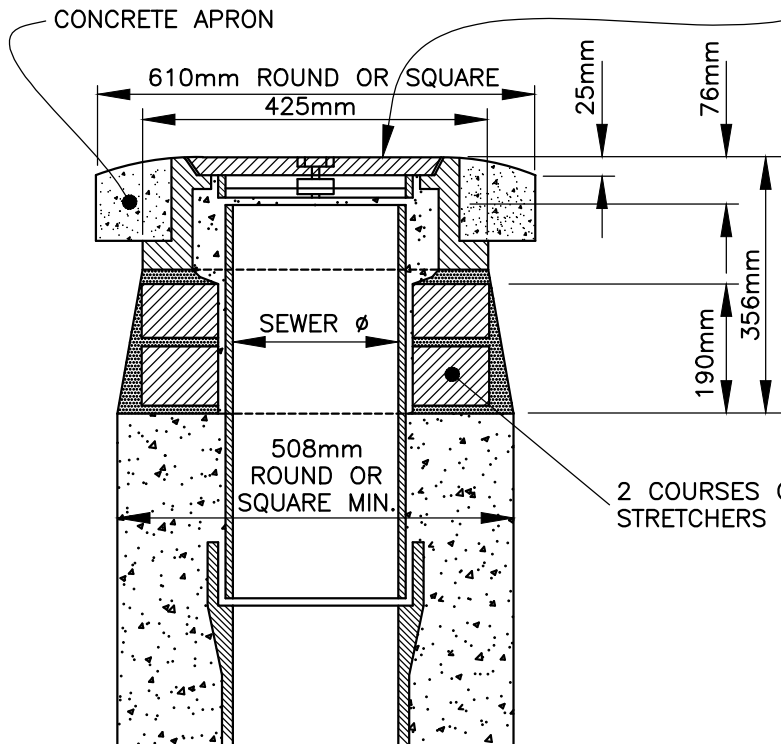 CONCRETE APRON
610mm ROUND OR SQUARE
425mm
25mm
76mm
356mm
190mm
SEWER ø
508mm
ROUND OR
SQUARE MIN.
2 COURSES
STRETCHERS